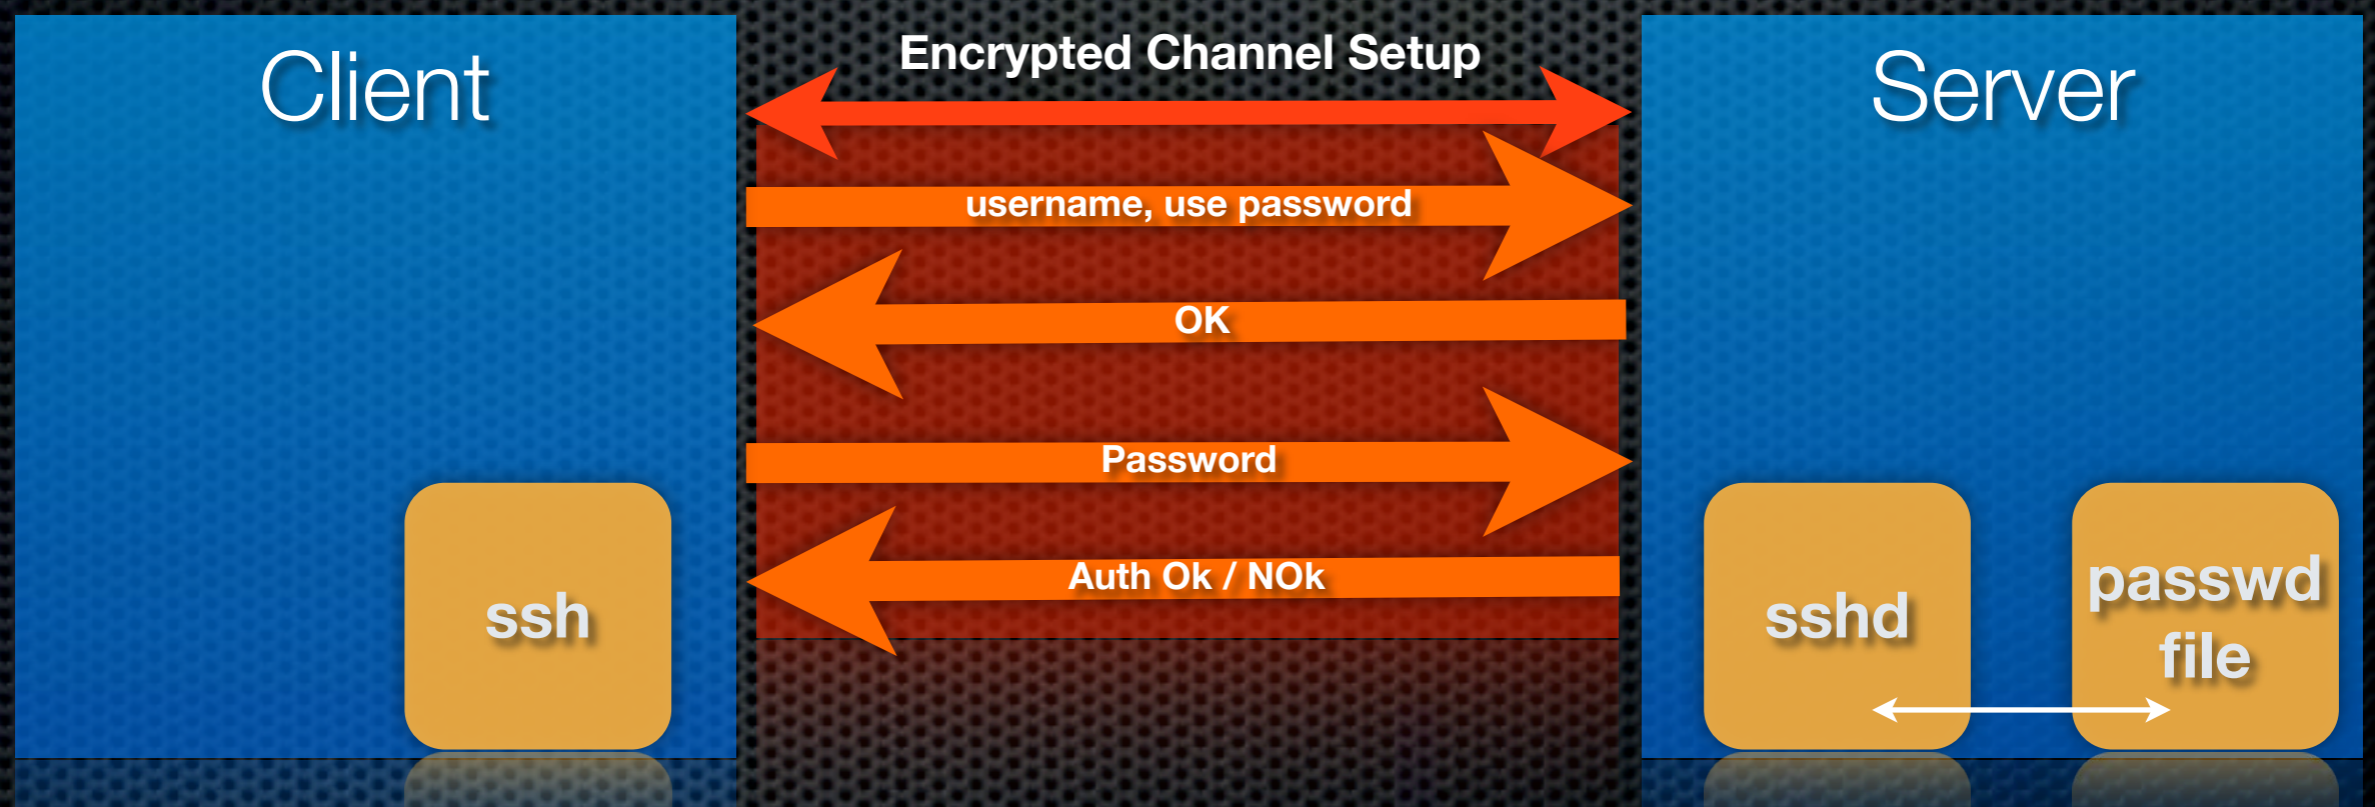 Client
Encrypted Channel Setup
Server
username, use password
OK
Password
Auth Ok / NOk
ssh
sshd
passwd
file